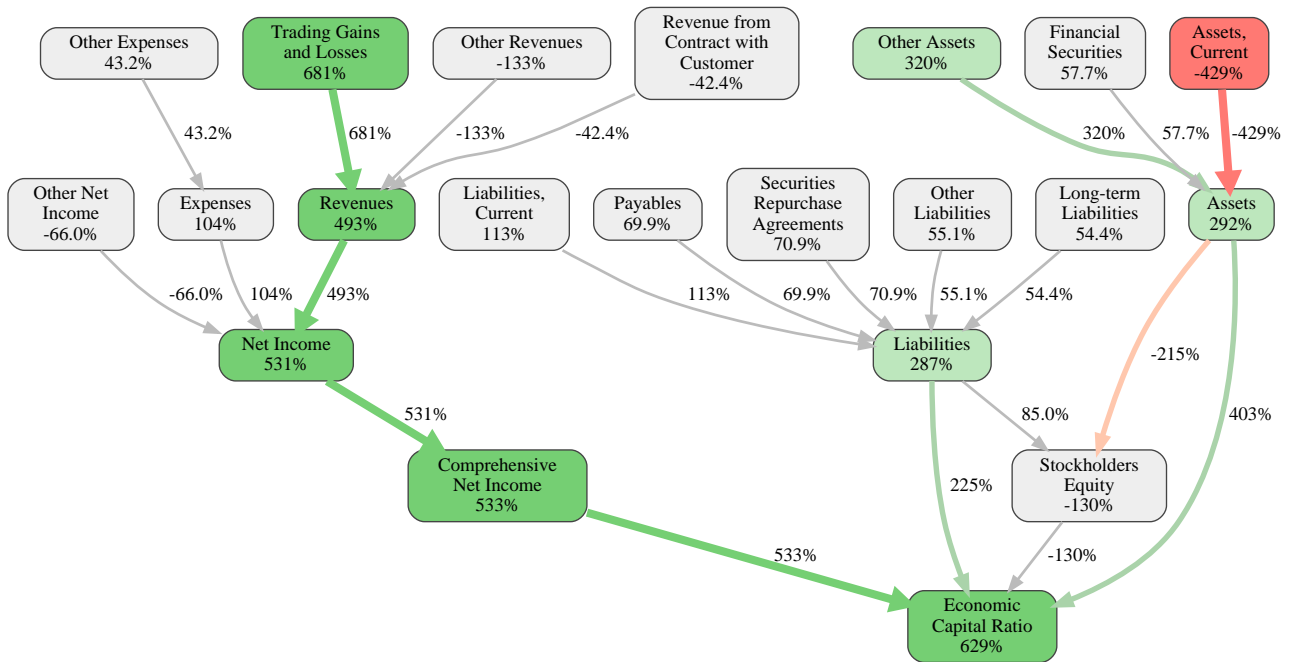 Other Expenses
43.2%
Trading Gains
and Losses
681%
Other Revenues
-133%
Revenue from
Contract with
Customer
-42.4%
Other Assets
320%
Financial
Securities
57.7%
Assets,
Current
-429%
43.2%
681%
-133%
-42.4%
320%
57.7%
-429%
Other Net
Income
-66.0%
Expenses
104%
Revenues
493%
Liabilities,
Current
113%
Payables
69.9%
Securities
Repurchase
Agreements
70.9%
Other
Liabilities
55.1%
Long-term
Liabilities
54.4%
Assets
292%
-66.0%
104%
493%
113%
69.9%
70.9%
55.1%
54.4%
Net Income
531%
Liabilities
287%
-215%
531%
85.0%
403%
Comprehensive
Net Income
533%
225%
Stockholders
Equity
-130%
533%
-130%
Economic
Capital Ratio
629%